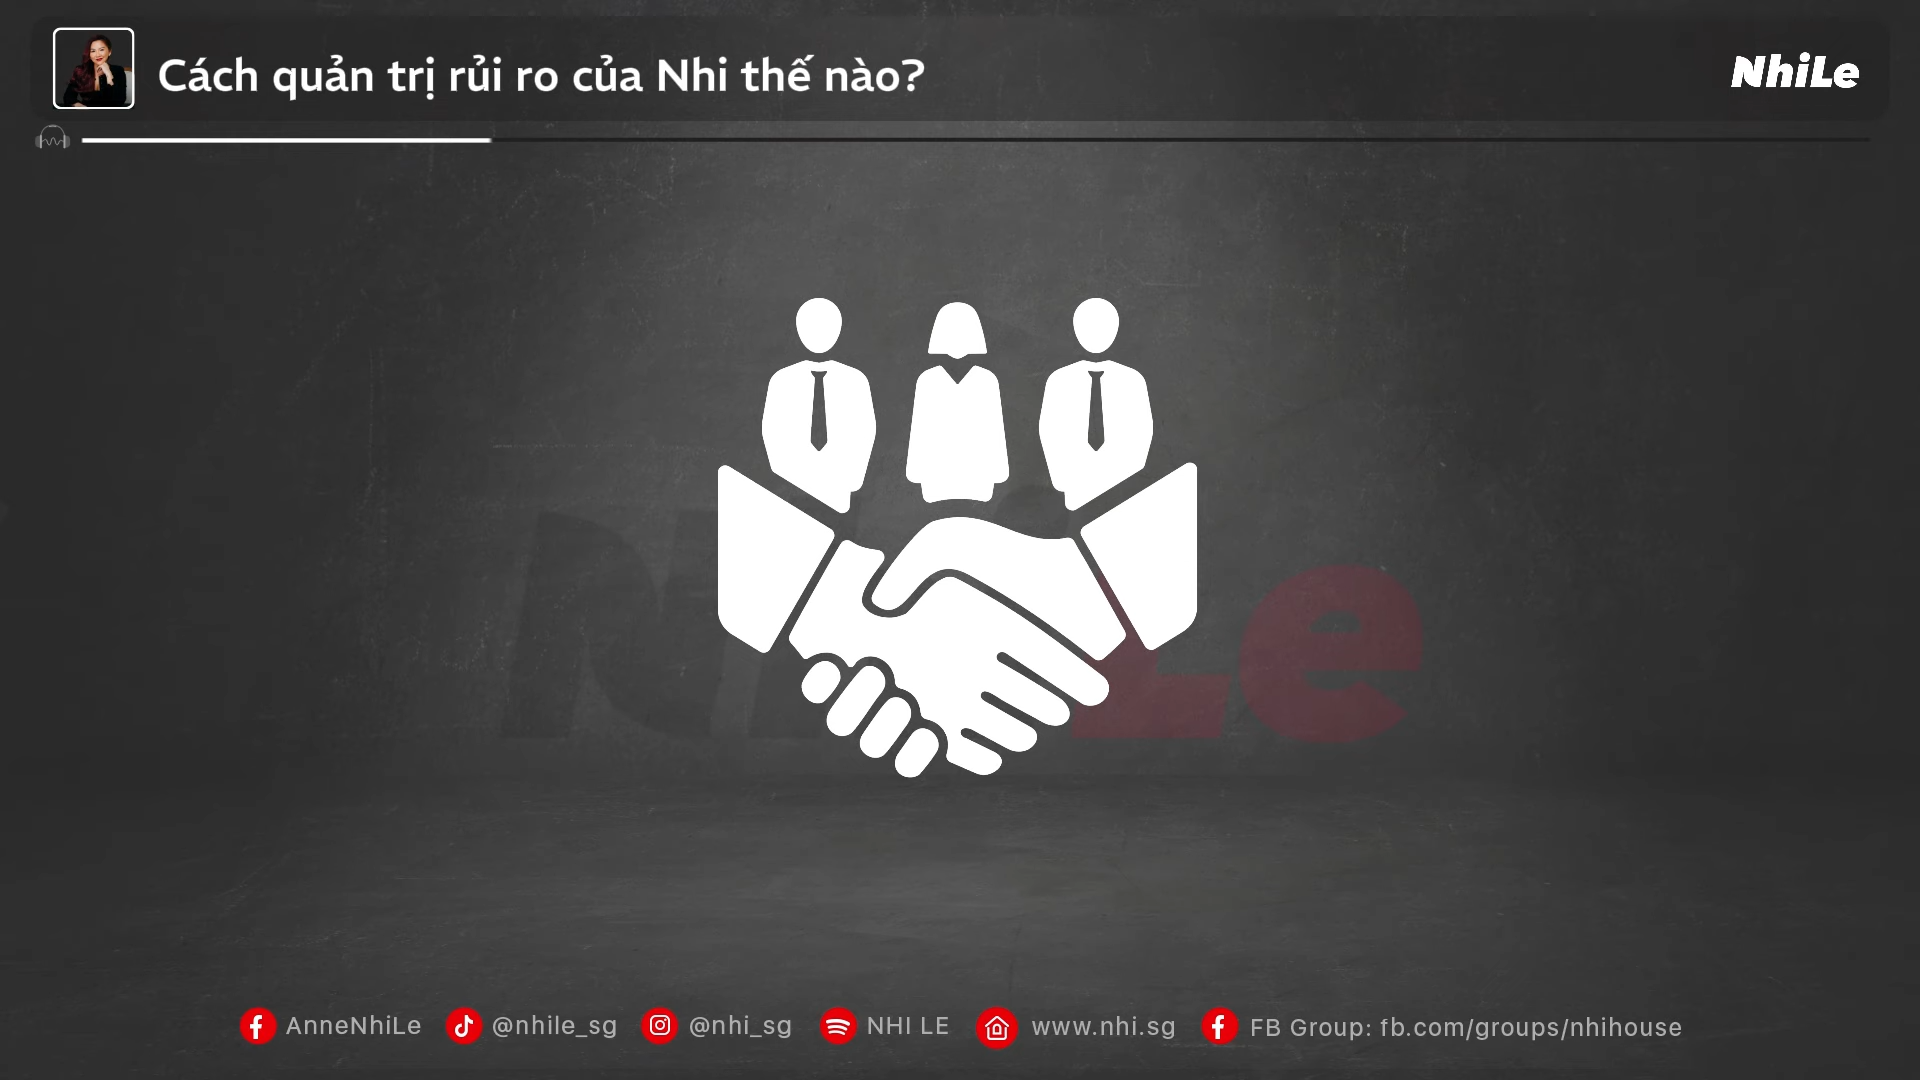 Cách quản trị rủi ro của Nhi thế nào?
NhiLe
NhiLe
AnneNhiLe @nhile_sg @nhi_sg NHI LE www.nhi.sg FB Group: fb.com/groups/nhihouse